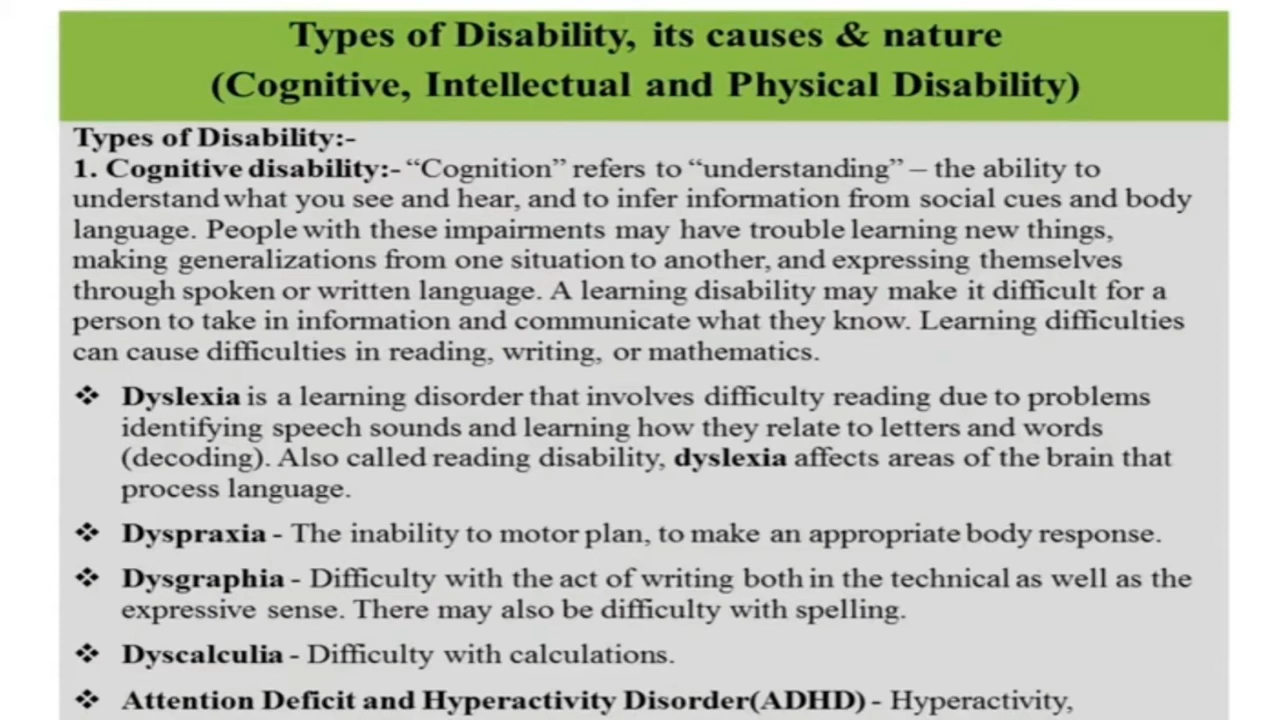 Types of Disability, its causes & nature
(Cognitive, Intellectual and Physical Disability)
Types of Disability:-
1. Cognitive disability:- “Cognition” refers to “understanding” – the ability to
understand what you see and hear, and to infer information from social cues and body
language. People with these impairments may have trouble learning new things,
making generalizations from one situation to another, and expressing themselves
through spoken or written language. A learning disability may make it difficult for a
person to take in information and communicate what they know. Learning difficulties
can cause difficulties in reading, writing, or mathematics.
❖ Dyslexia is a learning disorder that involves difficulty reading due to problems
identifying speech sounds and learning how they relate to letters and words
(decoding). Also called reading disability, dyslexia affects areas of the brain that
process language.
❖ Dyspraxia - The inability to motor plan, to make an appropriate body response.
❖ Dysgraphia - Difficulty with the act of writing both in the technical as well as the
expressive sense. There may also be difficulty with spelling.
❖ Dyscalculia - Difficulty with calculations.
❖ Attention Deficit and Hyperactivity Disorder(ADHD) - Hyperactivity,